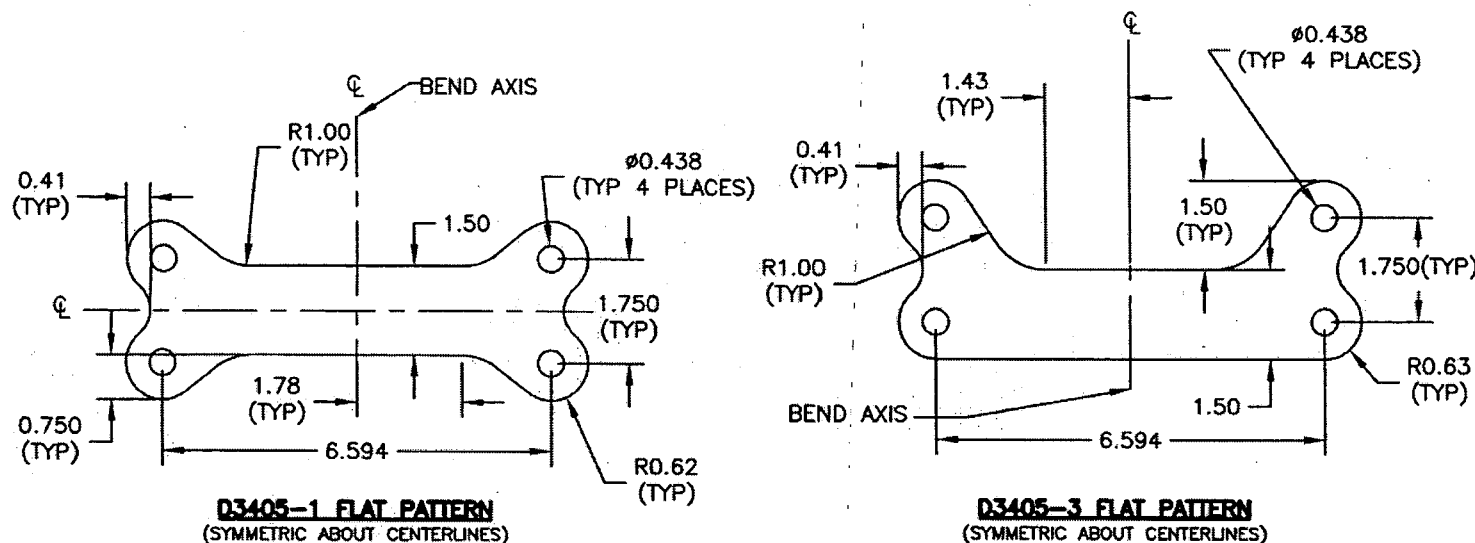 ℄
BEND AXIS
R1.00
(TYP)
ø0.438
(TYP 4 PLACES)
0.41
(TYP)
1.50
℄
1.750
(TYP)
1.78
(TYP)
0.750
(TYP)
6.594
R0.62
(TYP)
D3405-1 FLAT PATTERN
(SYMMETRIC ABOUT CENTERLINES)
℄
ø0.438
(TYP 4 PLACES)
1.43
(TYP)
0.41
(TYP)
1.50
(TYP)
R1.00
(TYP)
1.750(TYP)
R0.63
(TYP)
BEND AXIS
1.50
6.594
D3405-3 FLAT PATTERN
(SYMMETRIC ABOUT CENTERLINES)